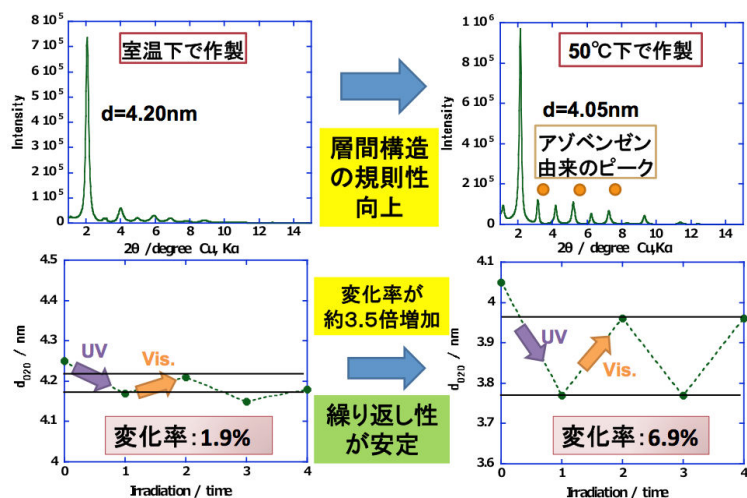 室温下で作製
d=4.20nm
Intensity
8 10⁵
7 10⁵
6 10⁵
5 10⁵
4 10⁵
3 10⁵
2 10⁵
1 10⁵
0
2 4 6 8 10 12 14
2θ / degree Cu, Ka
層間構造
の規則性
向上
50℃下で作製
d=4.05nm
アゾベンゼン
由来のピーク
Intensity
1 10⁶
8 10⁵
6 10⁵
4 10⁵
2 10⁵
0
2 4 6 8 10 12 14
2θ / degree Cu,Ka
4.5
4.4
4.3
4.2
4.1
4
d₀₂₀ / nm
UV
Vis.
変化率:1.9%
0 1 2 3 4
Irradiation / time
変化率が
約3.5倍増加
繰り返し性
が安定
4.1
4
3.9
3.8
3.7
3.6
d₀₂₀ / nm
UV
Vis.
変化率:6.9%
0 1 2 3 4
Irradiation / time